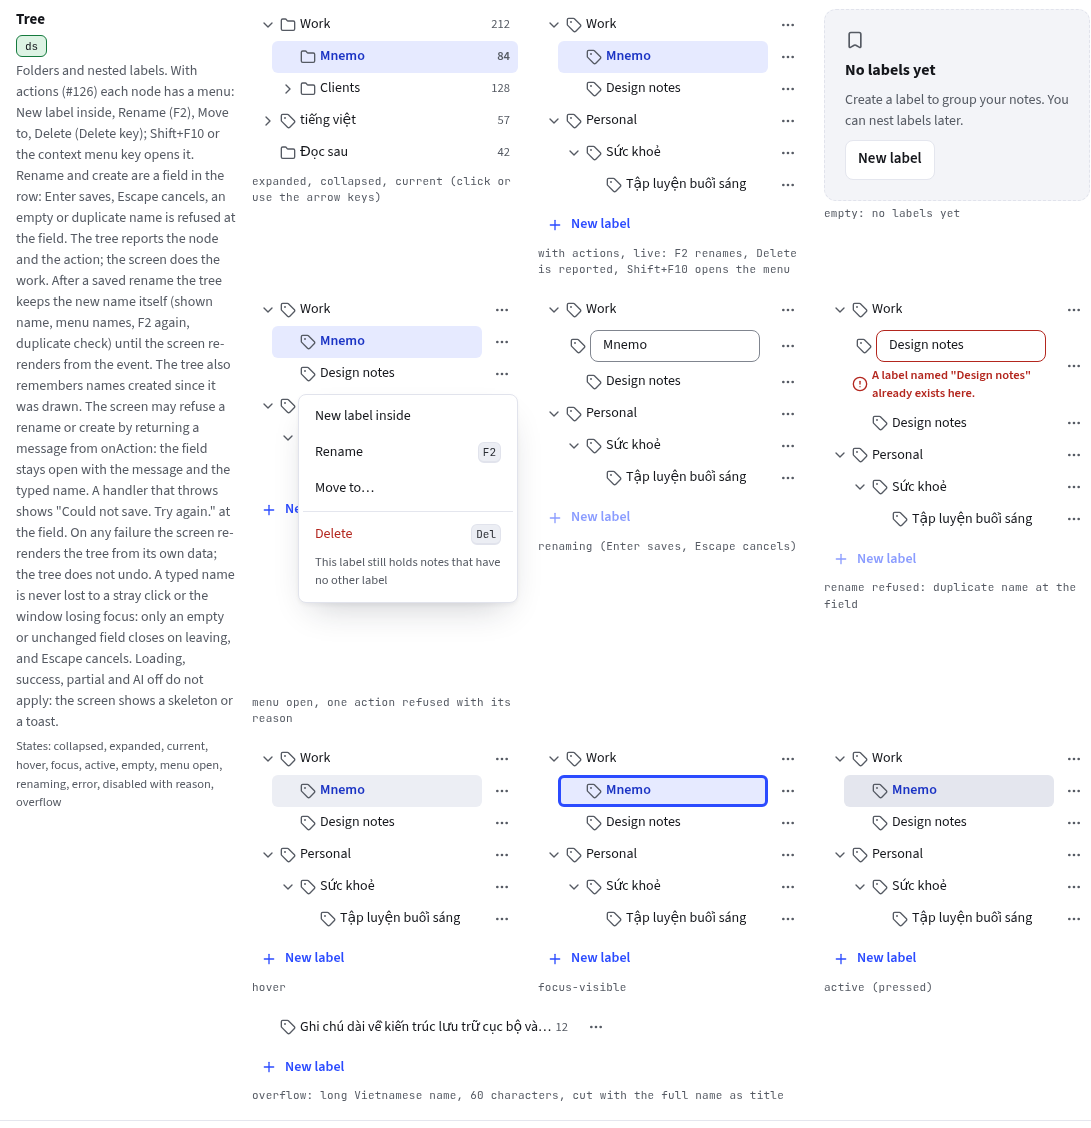 Tree
ds
Folders and nested labels. With
actions (#126) each node has a menu:
New label inside, Rename (F2), Move
to, Delete (Delete key); Shift+F10 or
the context menu key opens it.
Rename and create are a field in the
row: Enter saves, Escape cancels, an
empty or duplicate name is refused at
the field. The tree reports the node
and the action; the screen does the
work. After a saved rename the tree
keeps the new name itself (shown
name, menu names, F2 again,
duplicate check) until the screen re-
renders from the event. The tree also
remembers names created since it
was drawn. The screen may refuse a
rename or create by returning a
message from onAction: the field
stays open with the message and the
typed name. A handler that throws
shows "Could not save. Try again." at
the field. On any failure the screen re-
renders the tree from its own data;
the tree does not undo. A typed name
is never lost to a stray click or the
window losing focus: only an empty
or unchanged field closes on leaving,
and Escape cancels. Loading,
success, partial and AI off do not
apply: the screen shows a skeleton or
a toast.
States: collapsed, expanded, current,
hover, focus, active, empty, menu open,
renaming, error, disabled with reason,
overflow
Work 212
Mnemo 84
Clients 128
tiếng việt 57
Đọc sau 42
expanded, collapsed, current (click or
use the arrow keys)
Work
Mnemo
Design notes
Personal
Sức khoẻ
Tập luyện buổi sáng
New label
with actions, live: F2 renames, Delete
is reported, Shift+F10 opens the menu
No labels yet
Create a label to group your notes. You
can nest labels later.
New label
empty: no labels yet
Work
Mnemo
Design notes
New label inside
Rename F2
Move to…
Ne
Delete Del
This label still holds notes that have
no other label
menu open, one action refused with its
reason
Work
Mnemo
Design notes
Personal
Sức khoẻ
Tập luyện buổi sáng
New label
renaming (Enter saves, Escape cancels)
Work
Design notes
A label named "Design notes"
already exists here.
Design notes
Personal
Sức khoẻ
Tập luyện buổi sáng
New label
rename refused: duplicate name at the
field
Work
Mnemo
Design notes
Personal
Sức khoẻ
Tập luyện buổi sáng
New label
hover
Work
Mnemo
Design notes
Personal
Sức khoẻ
Tập luyện buổi sáng
New label
focus-visible
Work
Mnemo
Design notes
Personal
Sức khoẻ
Tập luyện buổi sáng
New label
active (pressed)
Ghi chú dài về kiến trúc lưu trữ cục bộ và… 12
New label
overflow: long Vietnamese name, 60 characters, cut with the full name as title